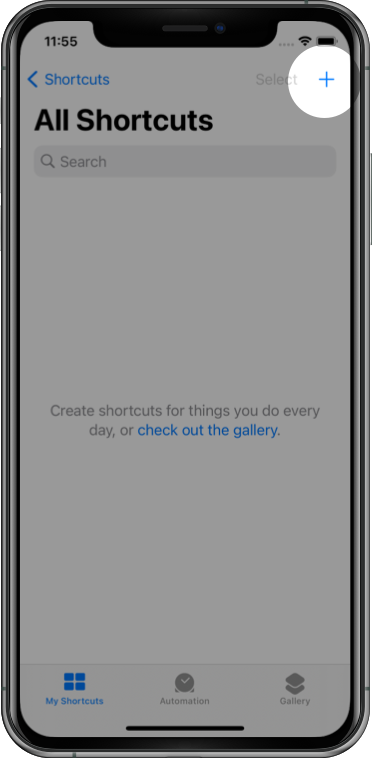 11:55
Shortcuts
Select
All Shortcuts
Search
Create shortcuts for things you do every
day, or check out the gallery.
My Shortcuts
Automation
Gallery